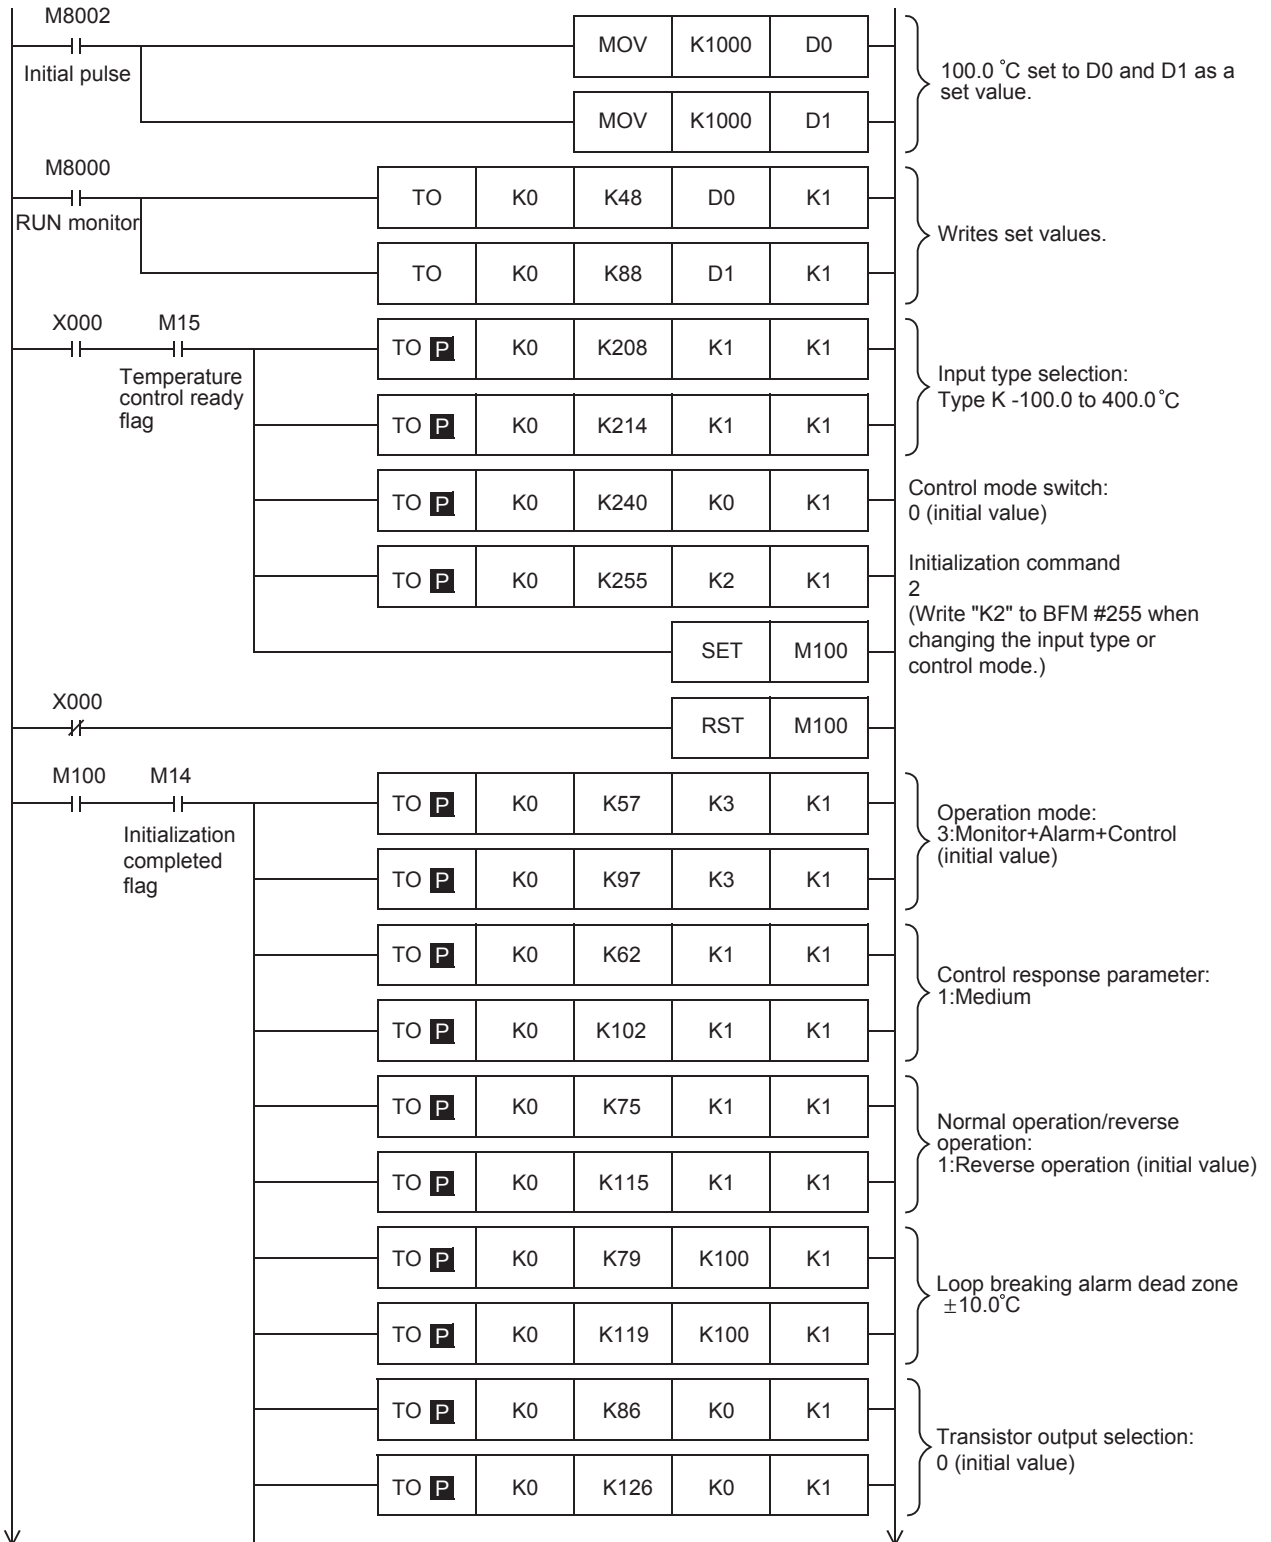 M8002
Initial pulse
MOV K1000 D0
MOV K1000 D1
100.0 ˚C set to D0 and D1 as a
set value.
M8000
RUN monitor
TO K0 K48 D0 K1
TO K0 K88 D1 K1
Writes set values.
X000 M15
Temperature
control ready
flag
TO P K0 K208 K1 K1
TO P K0 K214 K1 K1
Input type selection:
Type K -100.0 to 400.0˚C
TO P K0 K240 K0 K1
Control mode switch:
0 (initial value)
TO P K0 K255 K2 K1
Initialization command
2
(Write "K2" to BFM #255 when
changing the input type or
control mode.)
SET M100
X000
RST M100
M100 M14
Initialization
completed
flag
TO P K0 K57 K3 K1
TO P K0 K97 K3 K1
Operation mode:
3:Monitor+Alarm+Control
(initial value)
TO P K0 K62 K1 K1
TO P K0 K102 K1 K1
Control response parameter:
1:Medium
TO P K0 K75 K1 K1
TO P K0 K115 K1 K1
Normal operation/reverse
operation:
1:Reverse operation (initial value)
TO P K0 K79 K100 K1
TO P K0 K119 K100 K1
Loop breaking alarm dead zone
±10.0˚C
TO P K0 K86 K0 K1
TO P K0 K126 K0 K1
Transistor output selection:
0 (initial value)